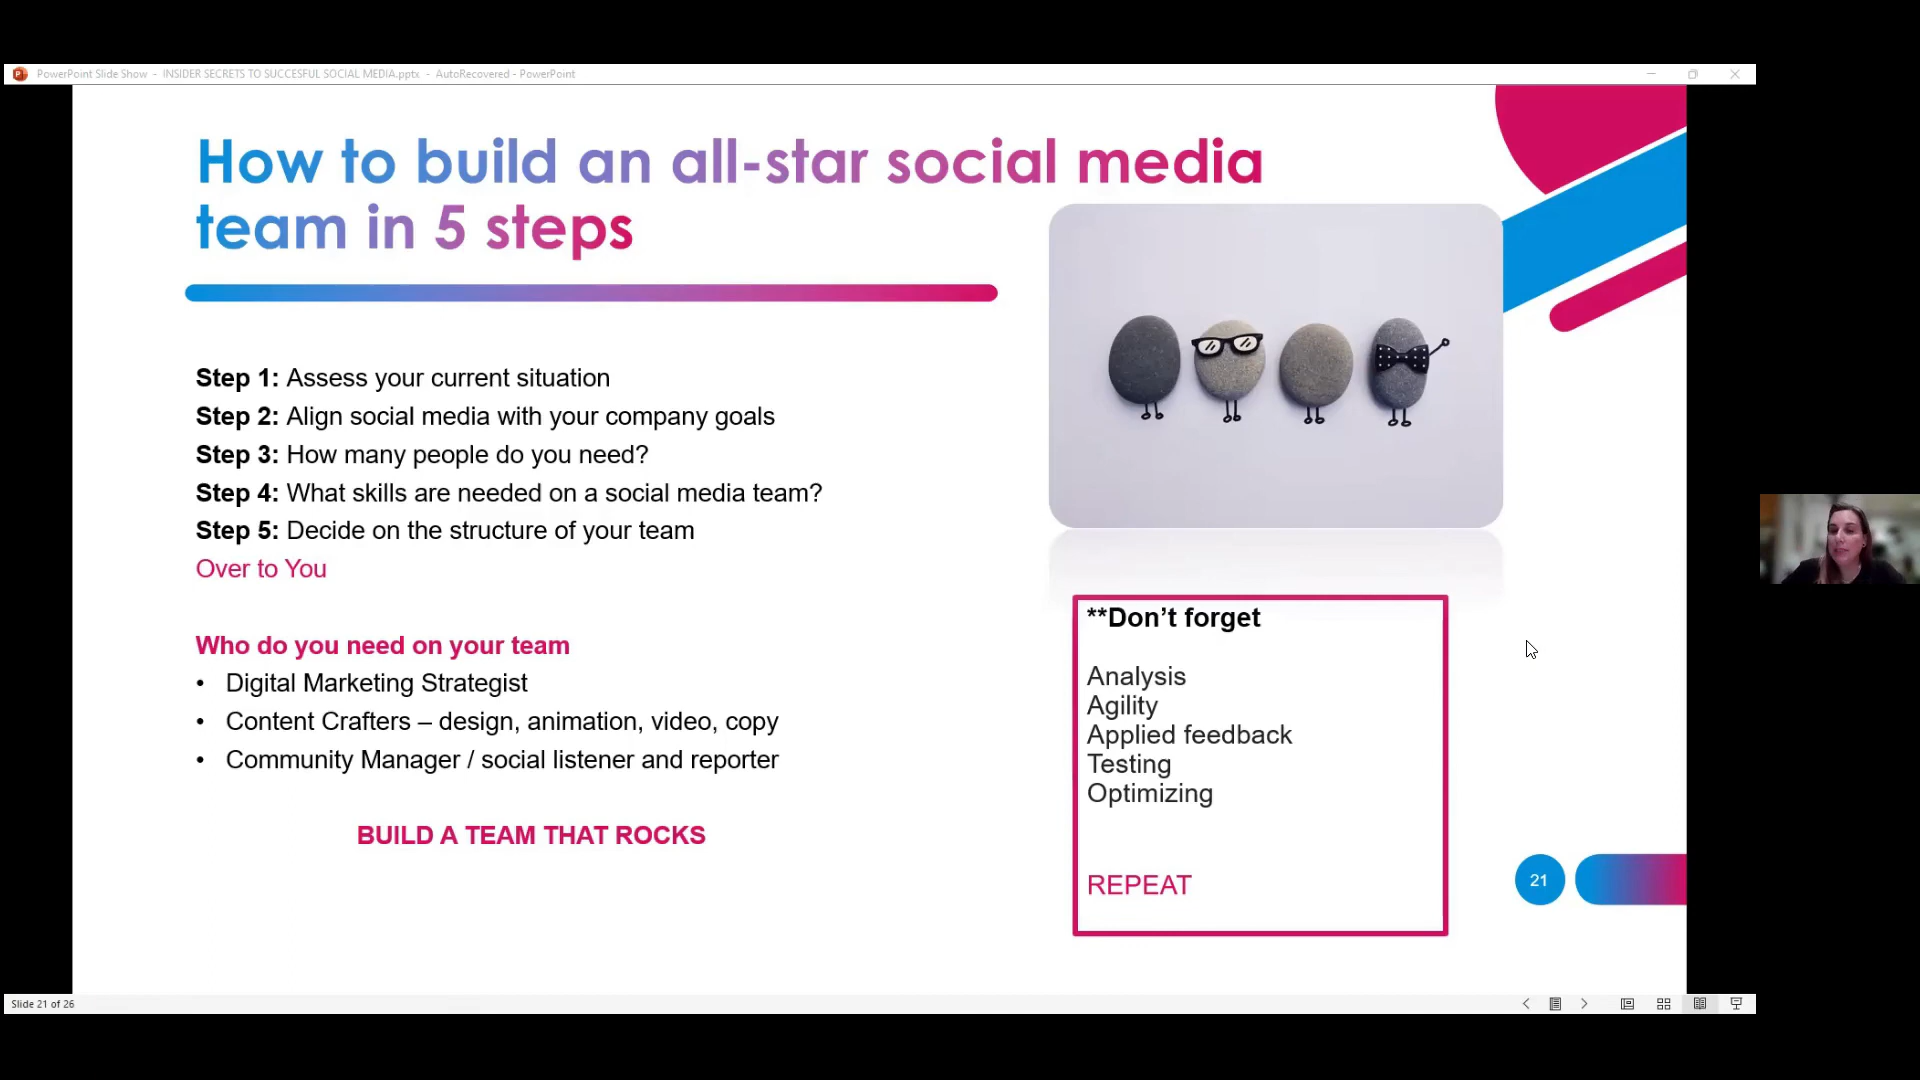 PowerPoint Slide Show - INSIDER SECRETS TO SUCCESFUL SOCIAL MEDIA.pptx - AutoRecovered - PowerPoint
How to build an all-star social media
team in 5 steps
Step 1: Assess your current situation
Step 2: Align social media with your company goals
Step 3: How many people do you need?
Step 4: What skills are needed on a social media team?
Step 5: Decide on the structure of your team
Over to You
Who do you need on your team
• Digital Marketing Strategist
• Content Crafters – design, animation, video, copy
• Community Manager / social listener and reporter
BUILD A TEAM THAT ROCKS
**Don’t forget
Analysis
Agility
Applied feedback
Testing
Optimizing
REPEAT
21
Slide 21 of 26